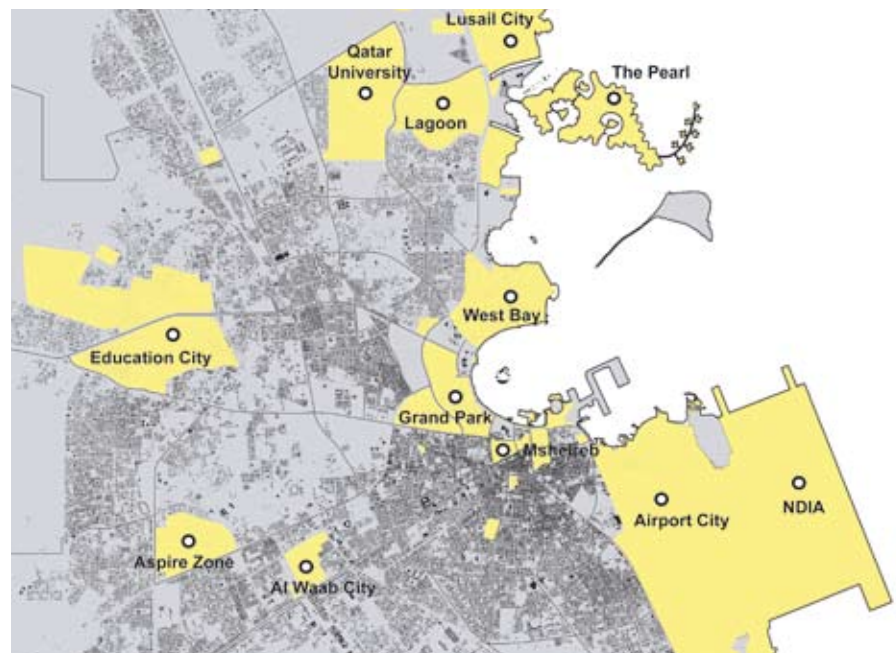 Lusail City
Qatar
University
The Pearl
Lagoon
West Bay
Education City
Grand Park
Msheireb
Airport City
NDIA
Aspire Zone
Al Waab City